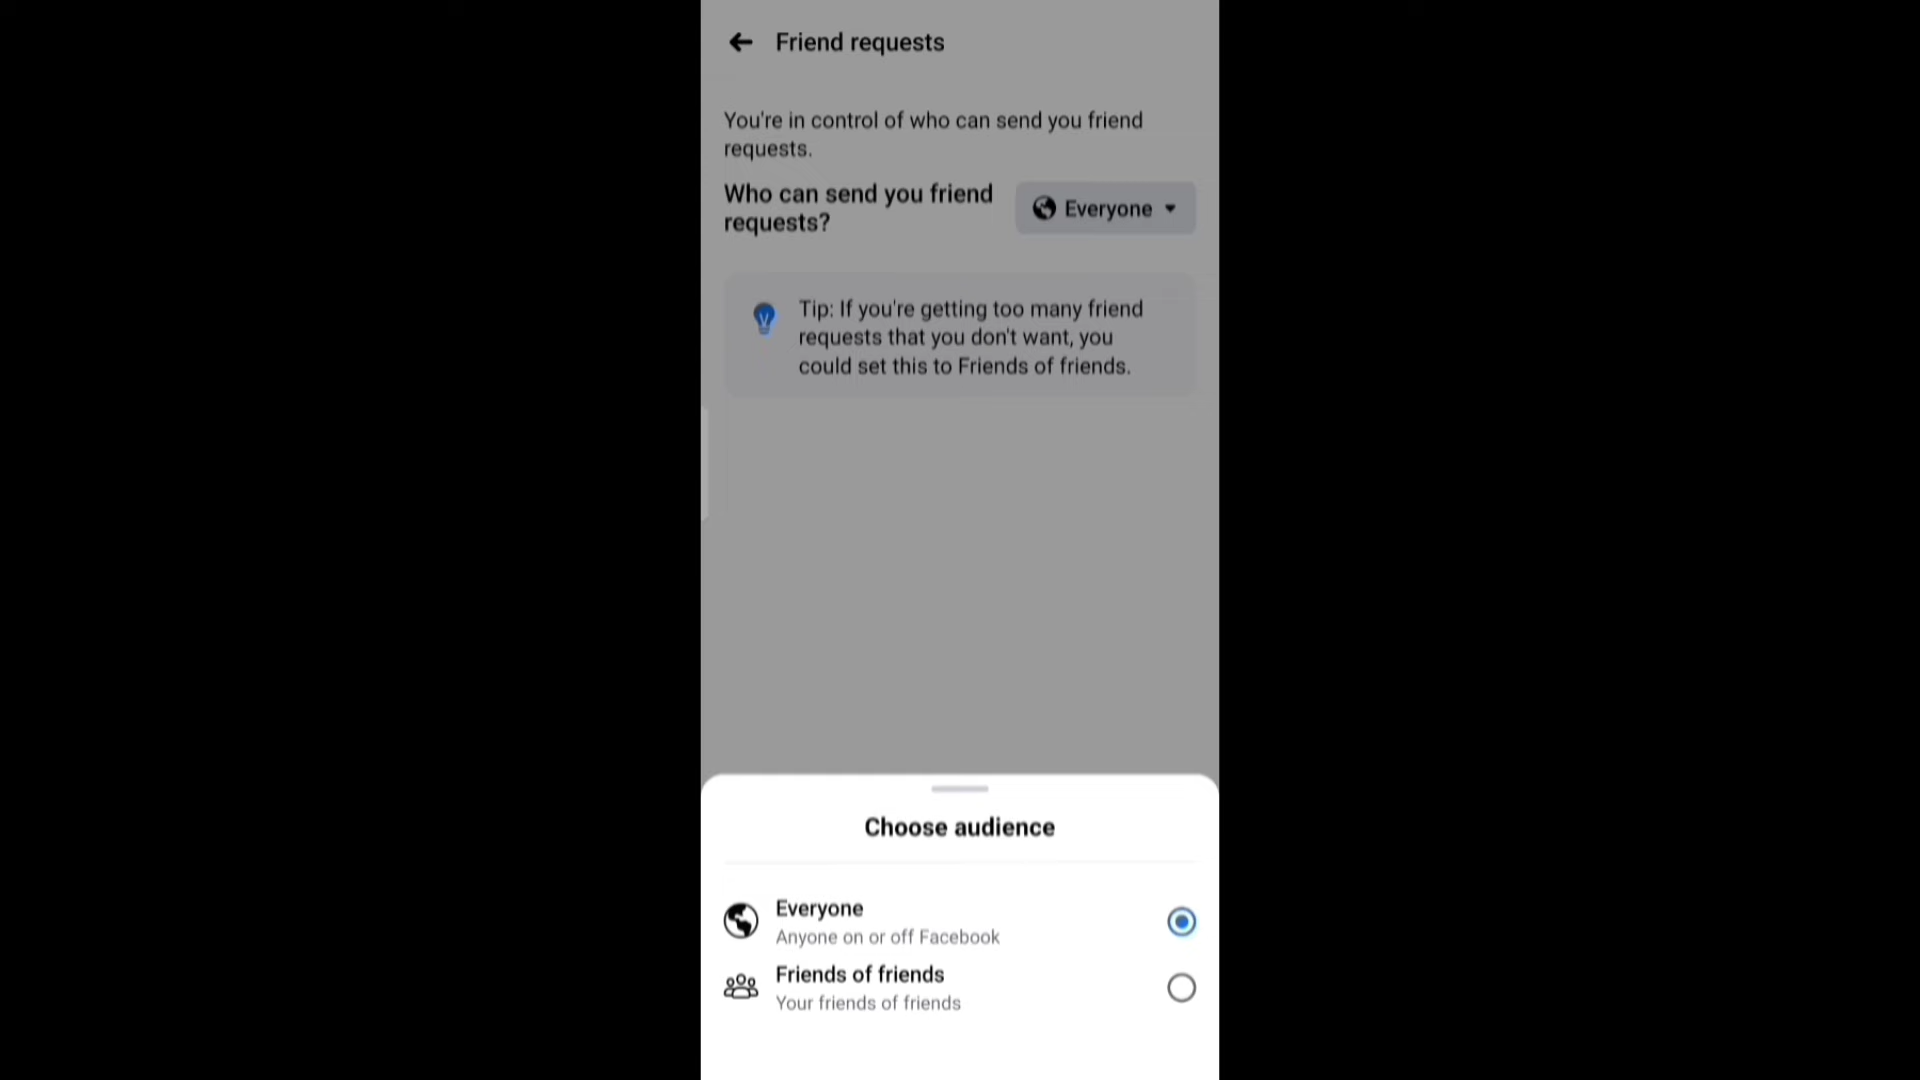 Friend requests
You're in control of who can send you friend
requests.
Who can send you friend
requests?
Everyone
Tip: If you're getting too many friend
requests that you don't want, you
could set this to Friends of friends.
Choose audience
Everyone
Anyone on or off Facebook
Friends of friends
Your friends of friends